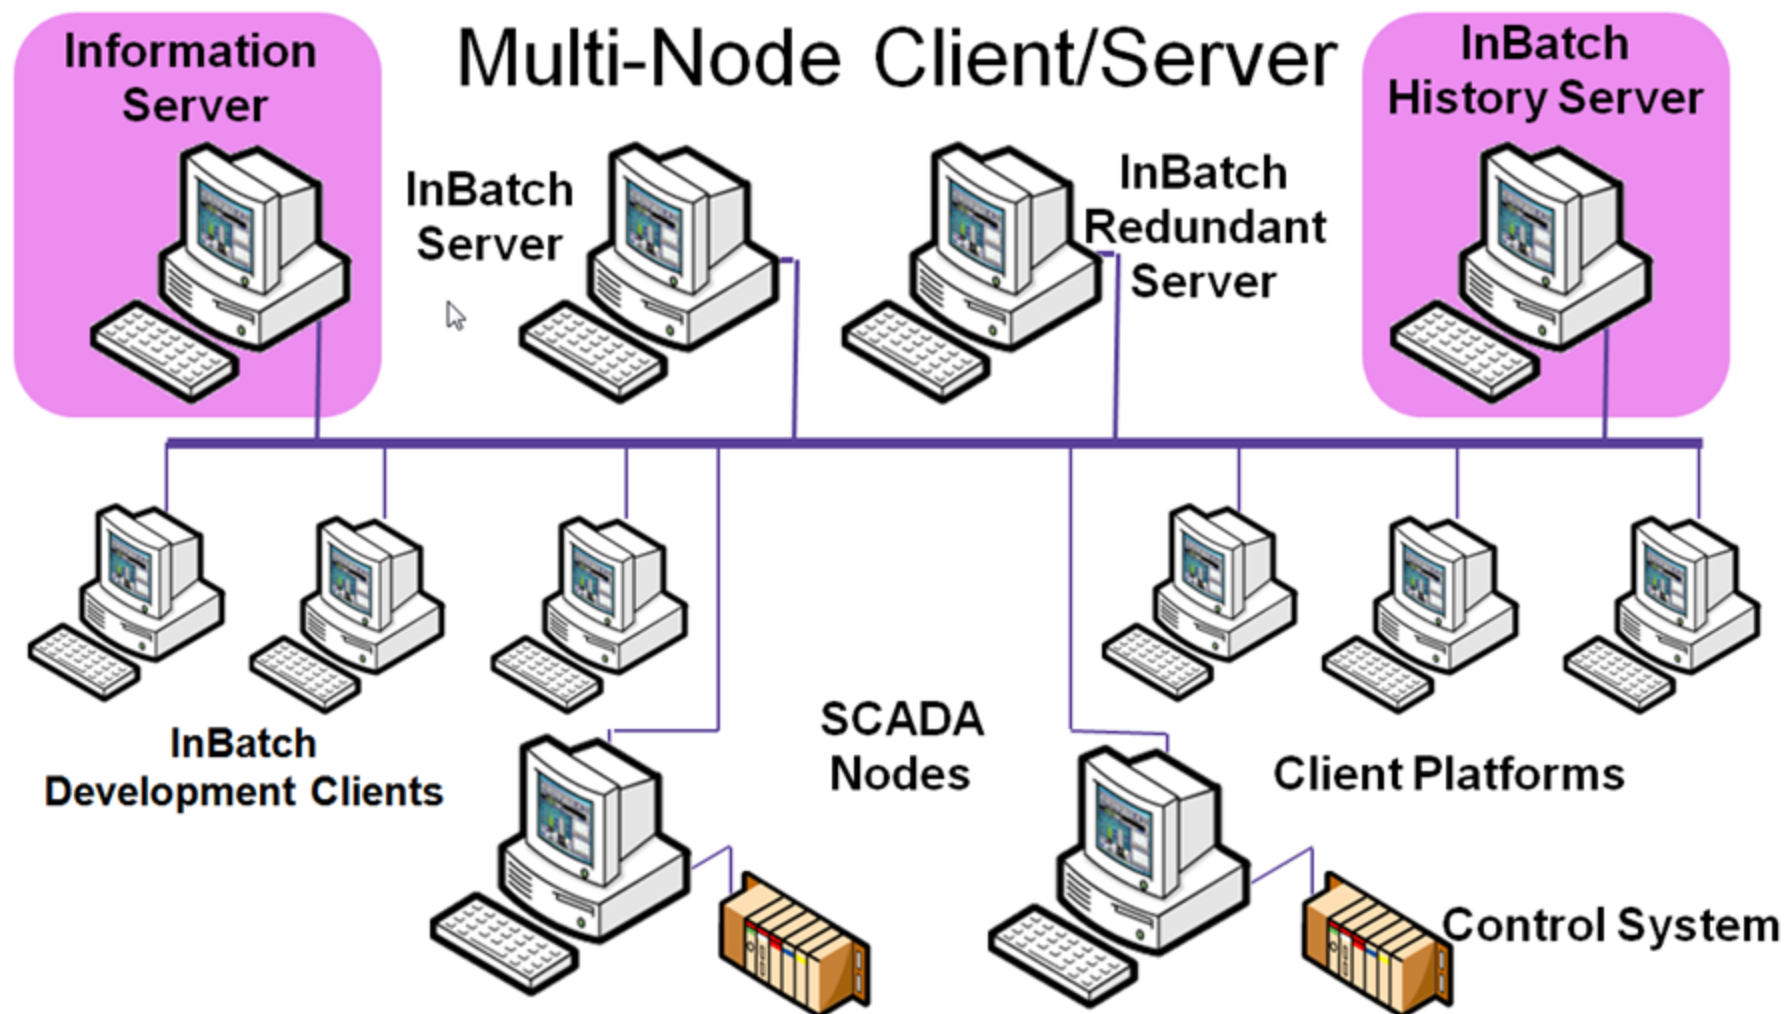 Information
Server
Multi-Node Client/Server
InBatch
History Server
InBatch
Server
InBatch
Redundant
Server
InBatch
Development Clients
SCADA
Nodes
Client Platforms
Control System